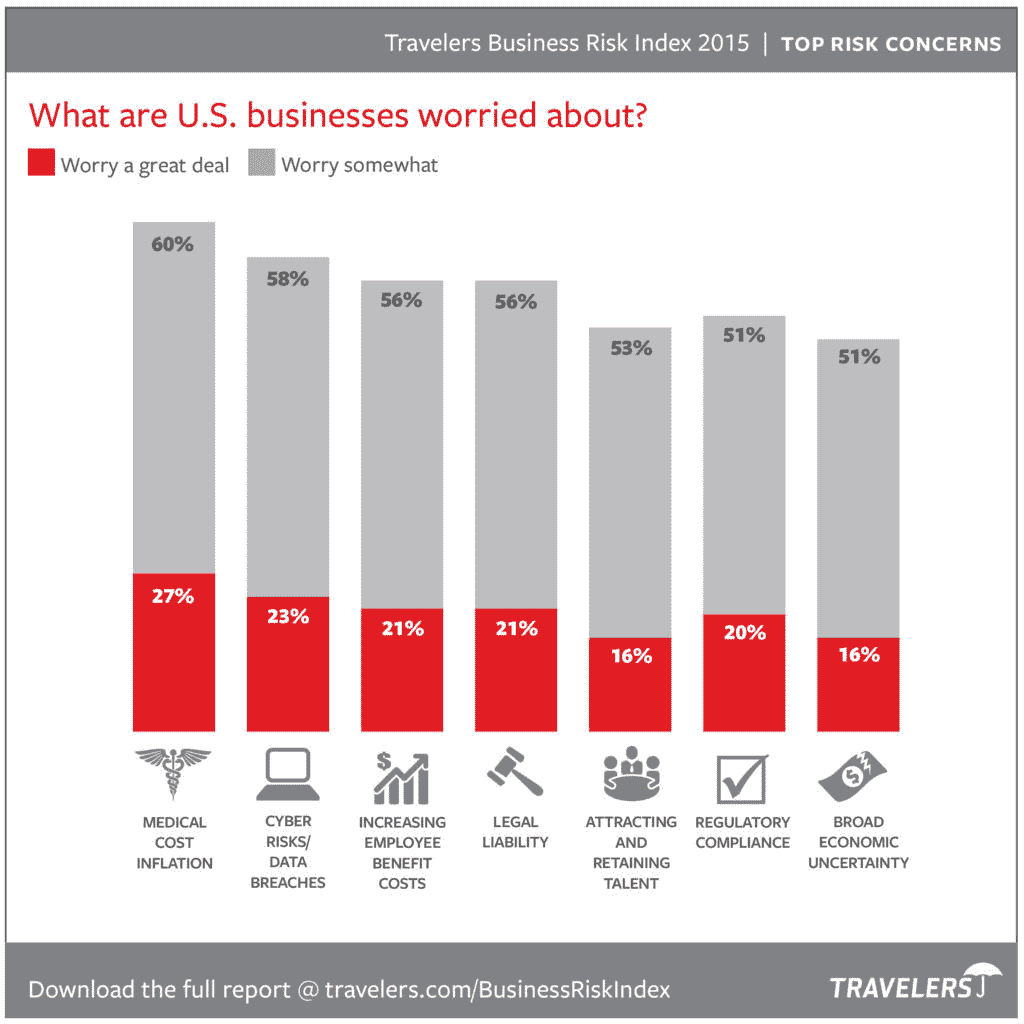 Travelers Business Risk Index 2015 | TOP RISK CONCERNS
What are U.S. businesses worried about?
Worry a great deal Worry somewhat
60%
58%
56%
56%
53%
51%
51%
27%
23%
21%
21%
16%
20%
16%
MEDICAL
COST
INFLATION
CYBER
RISKS/
DATA
BREACHES
INCREASING
EMPLOYEE
BENEFIT
COSTS
LEGAL
LIABILITY
ATTRACTING
AND
RETAINING
TALENT
REGULATORY
COMPLIANCE
BROAD
ECONOMIC
UNCERTAINTY
Download the full report @ travelers.com/BusinessRiskIndex
TRAVELERS